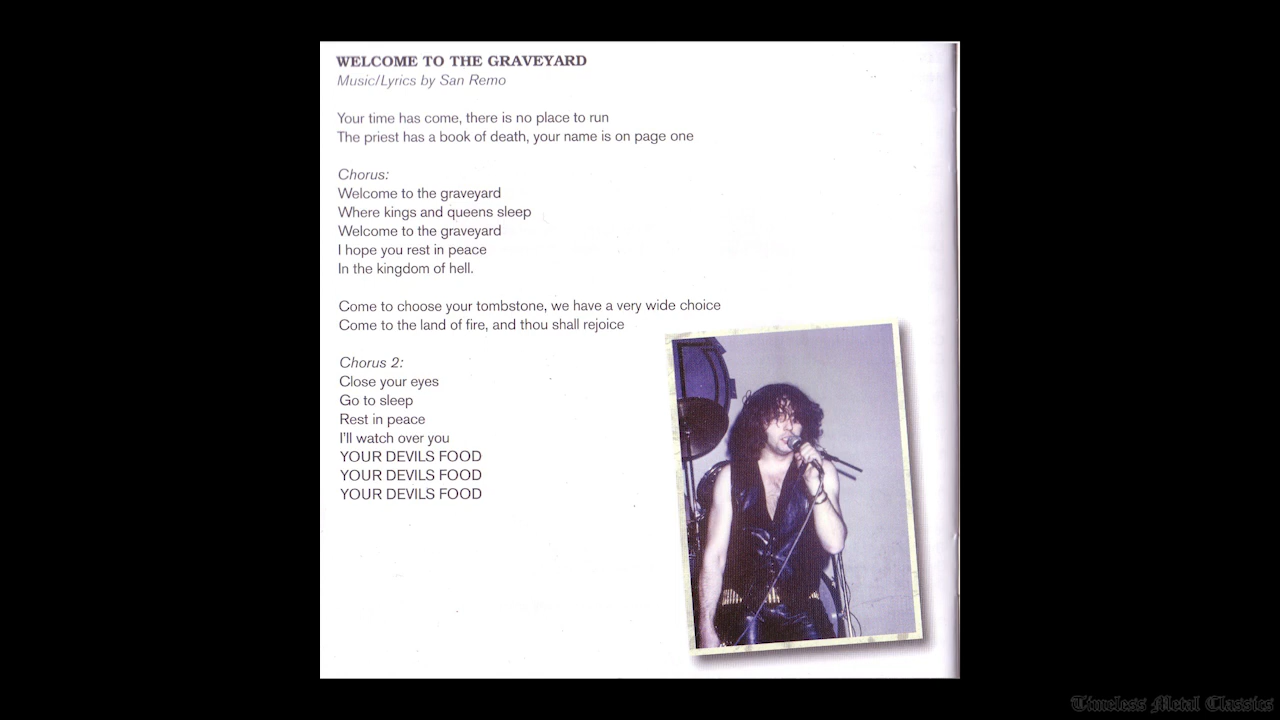 WELCOME TO THE GRAVEYARD
Music/Lyrics by San Remo
Your time has come, there is no place to run
The priest has a book of death, your name is on page one
Chorus:
Welcome to the graveyard
Where kings and queens sleep
Welcome to the graveyard
I hope you rest in peace
In the kingdom of hell.
Come to choose your tombstone, we have a very wide choice
Come to the land of fire, and thou shall rejoice
Chorus 2:
Close your eyes
Go to sleep
Rest in peace
I'll watch over you
YOUR DEVILS FOOD
YOUR DEVILS FOOD
YOUR DEVILS FOOD
Timeless Metal Classics